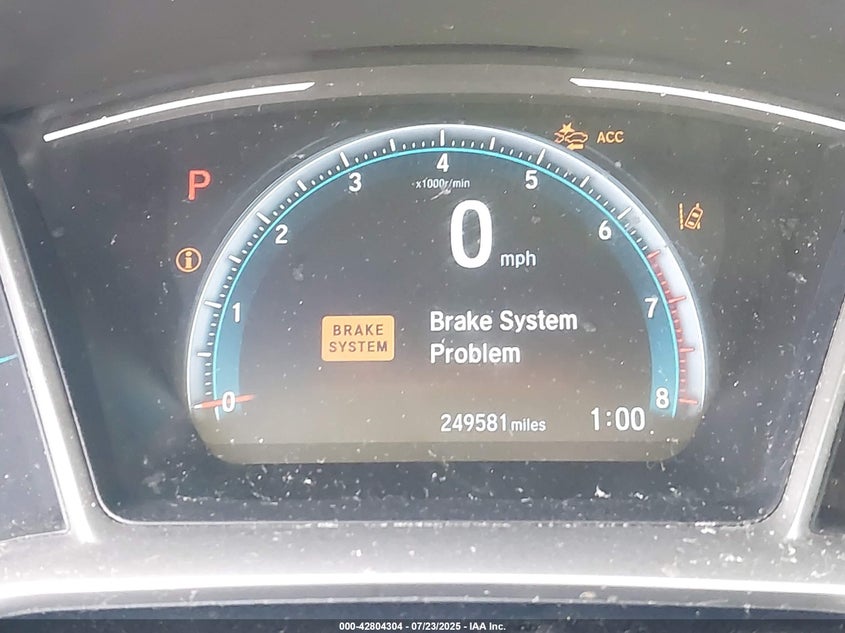 ACC
4
3
5
x1000r/min
P
2
0 mph
6
1
7
BRAKE
SYSTEM
Brake System
Problem
0
8
249581 miles
1:00
000-42804304 - 07/23/2025 - IAA Inc.